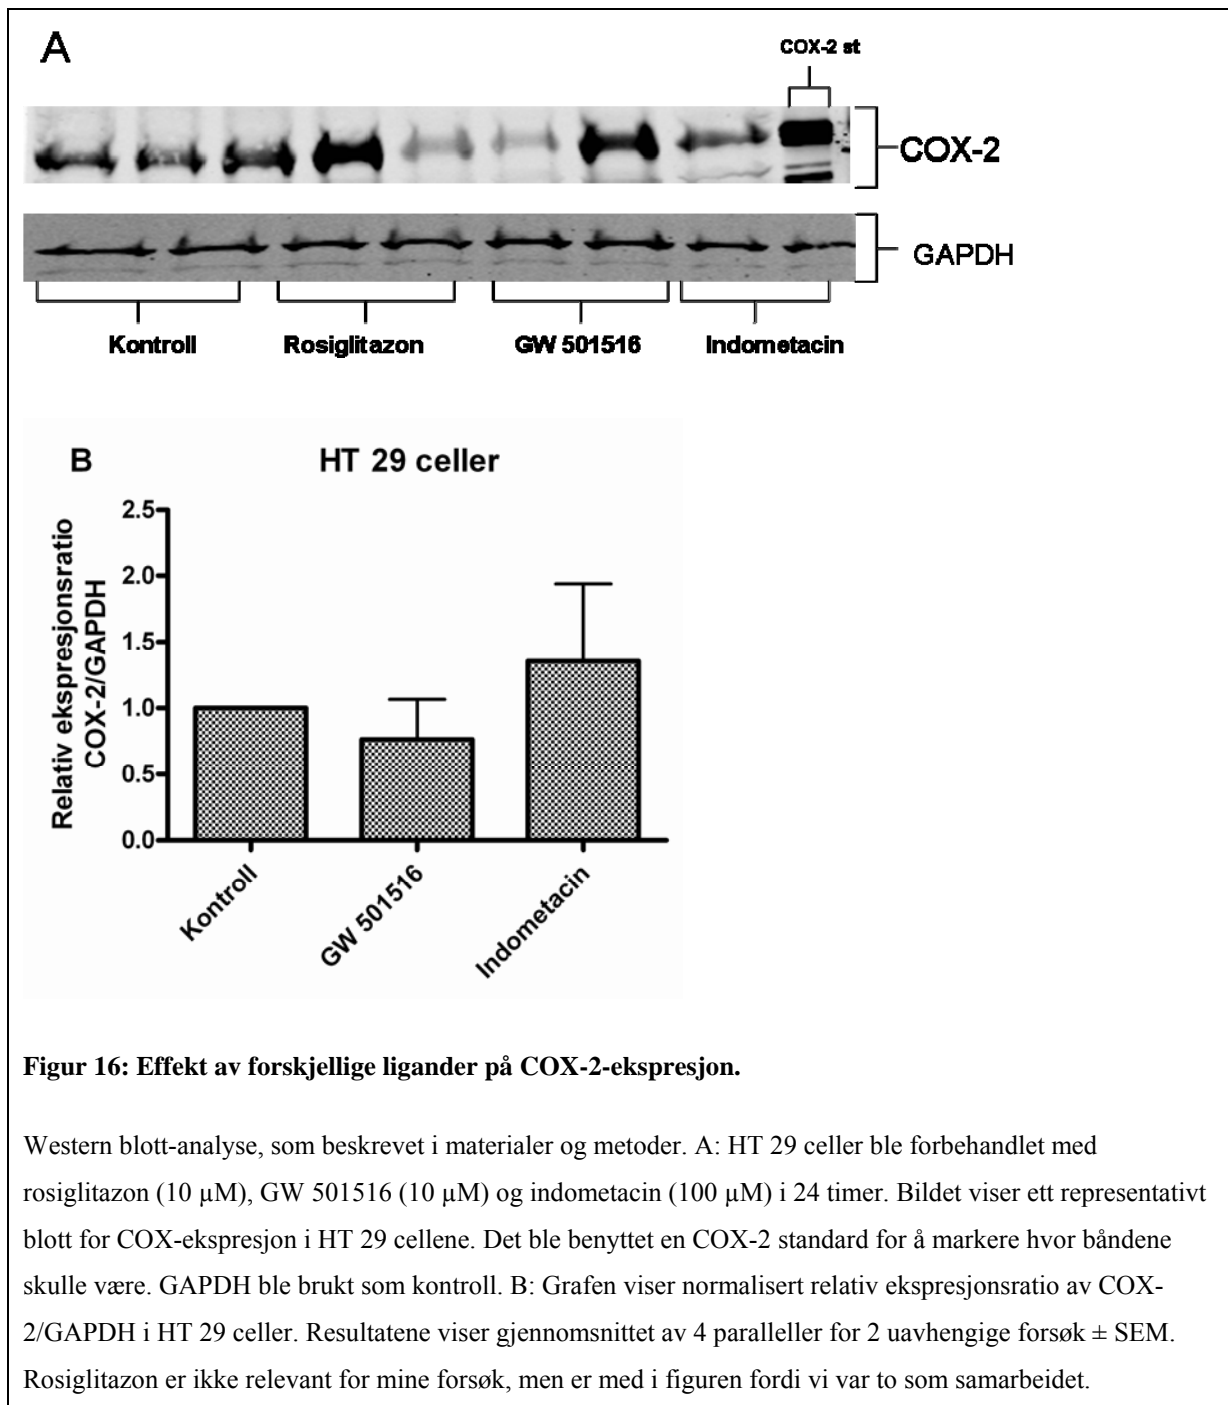 A
COX-2 st
COX-2
GAPDH
Kontroll
Rosiglitazon
GW 501516
Indometacin
B
HT 29 celler
Relativ ekspresjonsratio
COX-2/GAPDH
2.5
2.0
1.5
1.0
0.5
0.0
Kontroll
GW 501516
Indometacin
Figur 16: Effekt av forskjellige ligander på COX-2-ekspresjon.
Western blott-analyse, som beskrevet i materialer og metoder. A: HT 29 celler ble forbehandlet med
rosiglitazon (10 µM), GW 501516 (10 µM) og indometacin (100 µM) i 24 timer. Bildet viser ett representativt
blott for COX-ekspresjon i HT 29 cellene. Det ble benyttet en COX-2 standard for å markere hvor båndene
skulle være. GAPDH ble brukt som kontroll. B: Grafen viser normalisert relativ ekspresjonsratio av COX-
2/GAPDH i HT 29 celler. Resultatene viser gjennomsnittet av 4 paralleller for 2 uavhengige forsøk ± SEM.
Rosiglitazon er ikke relevant for mine forsøk, men er med i figuren fordi vi var to som samarbeidet.